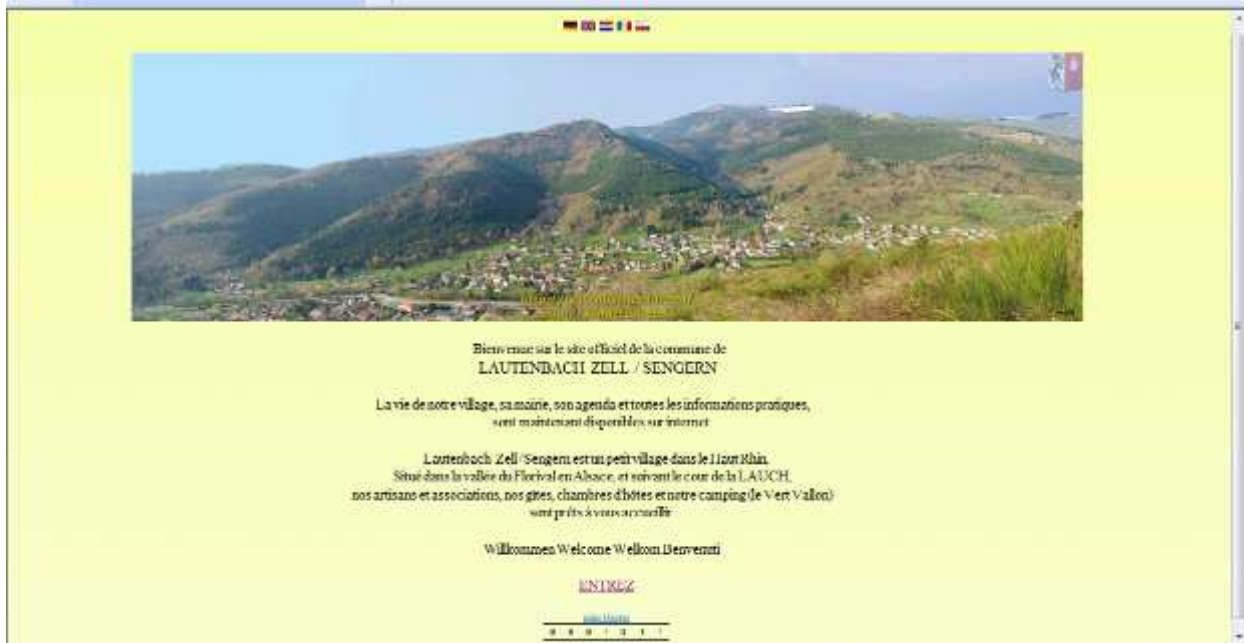 Bienvenue sur le site officiel de la commune de
LAUTENBACH ZELL / SENGERN
La vie de notre village, sa mairie, son agenda et toutes les informations pratiques,
sont maintenant disponibles sur internet
Lautenbach Zell / Sengern est un petit village dans le Haut Rhin.
Situé dans la vallée du Florival en Alsace, et suivant le cour de la LAUCH,
nos artisans et associations, nos gîtes, chambres d'hôtes et notre camping (le Vert Vallon)
sont prêts à vous accueillir
Willkommen Welcome Welkom Benvenuti
ENTREZ